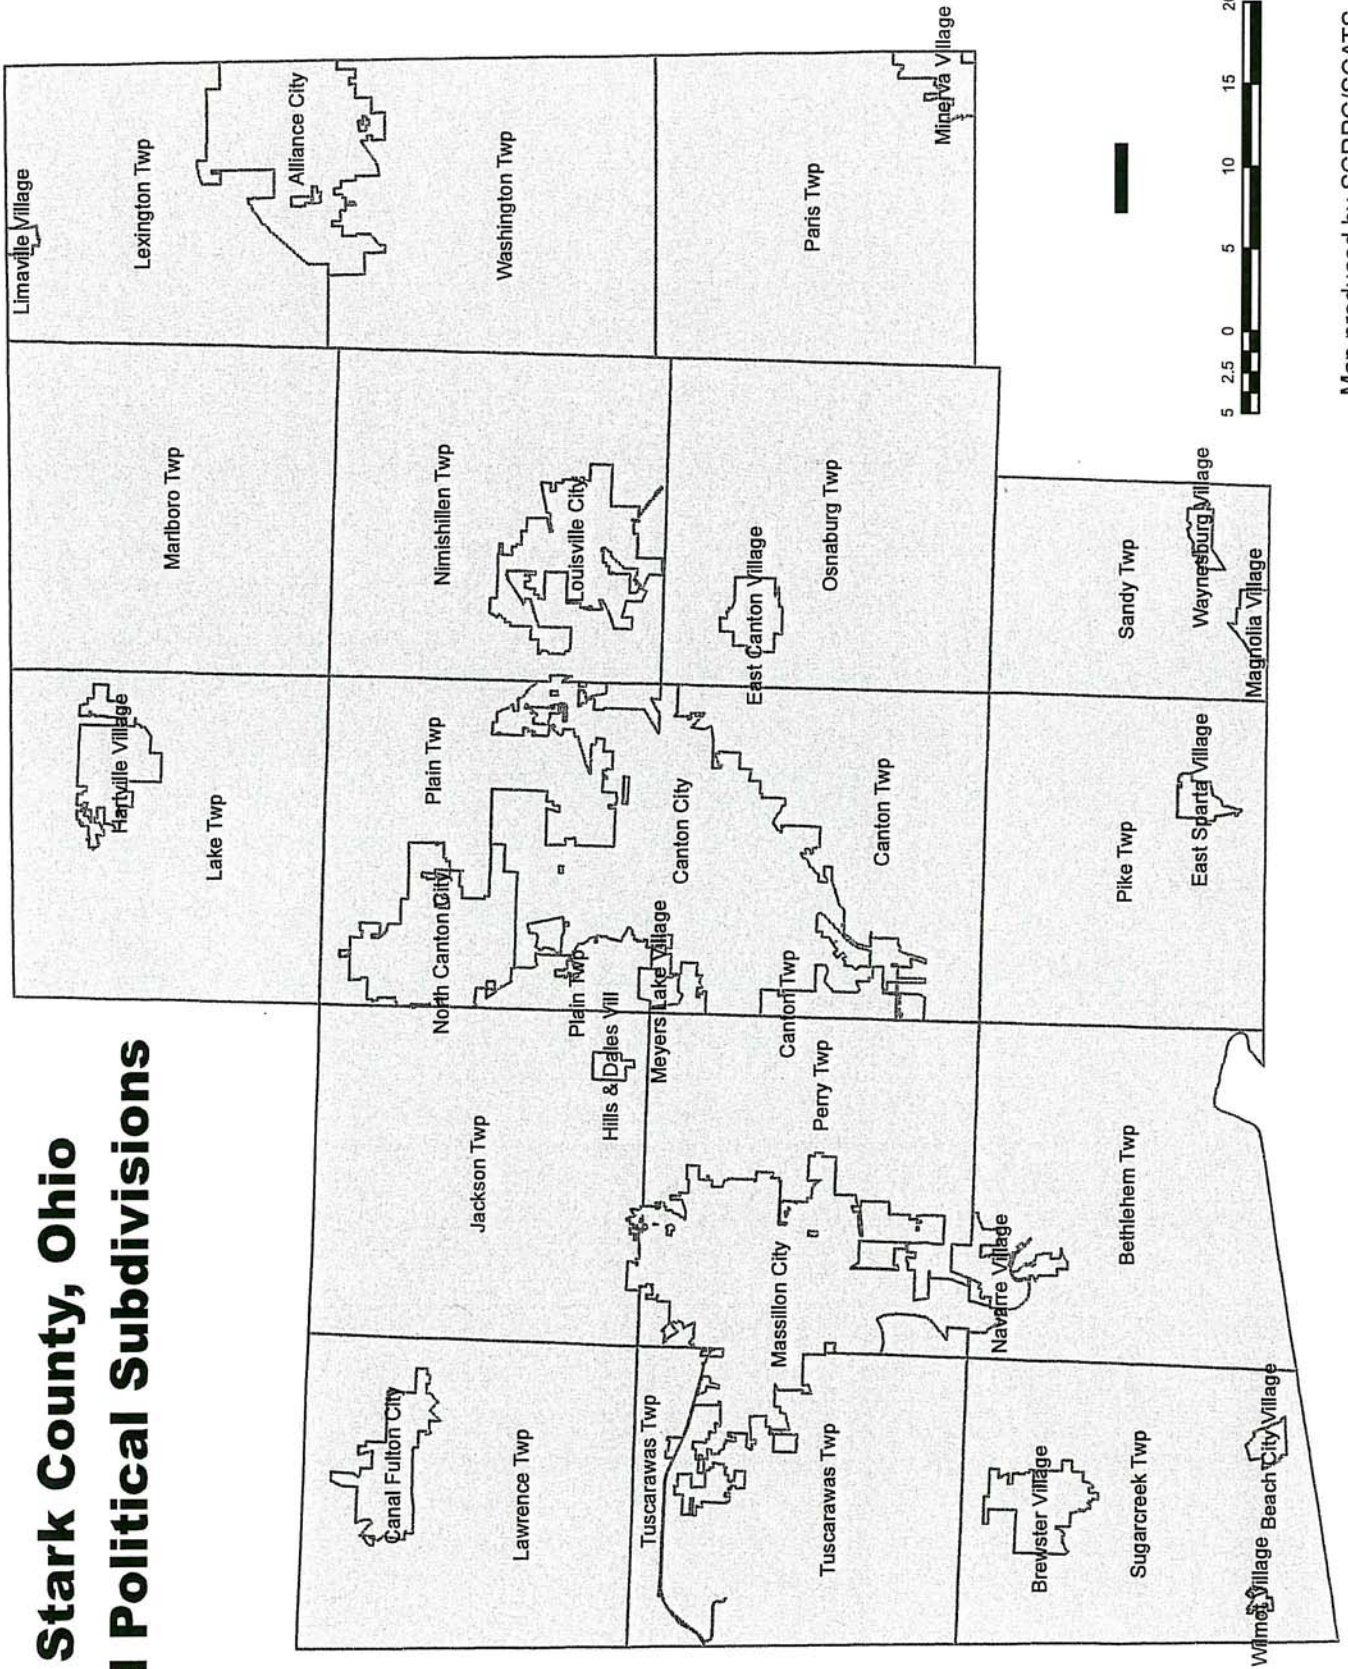 Stark County, Ohio
Political Subdivisions
Limaville Village
Hartville Village
Lexington Twp
Marlboro Twp
Lake Twp
Alliance City
Canal Fulton City
North Canton City
Plain Twp
Nimishillen Twp
Jackson Twp
Washington Twp
Lawrence Twp
Plain Twp
Louisville City
Hills & Dales Vill
Tuscarawas Twp
Meyers Lake Village
Canton City
East Canton Village
Massillon City
Canton Twp
Perry Twp
Paris Twp
Tuscarawas Twp
Osnaburg Twp
Canton Twp
Minerva Village
Navarre Village
Brewster Village
Pike Twp
Sandy Twp
Bethlehem Twp
Sugarcreek Twp
East Sparta Village
Waynesburg Village
Magnolia Village
Wilmot Village
Beach City Village
5 2.5 0 5 10 15 20
Map produced by SCRPC/SCATS